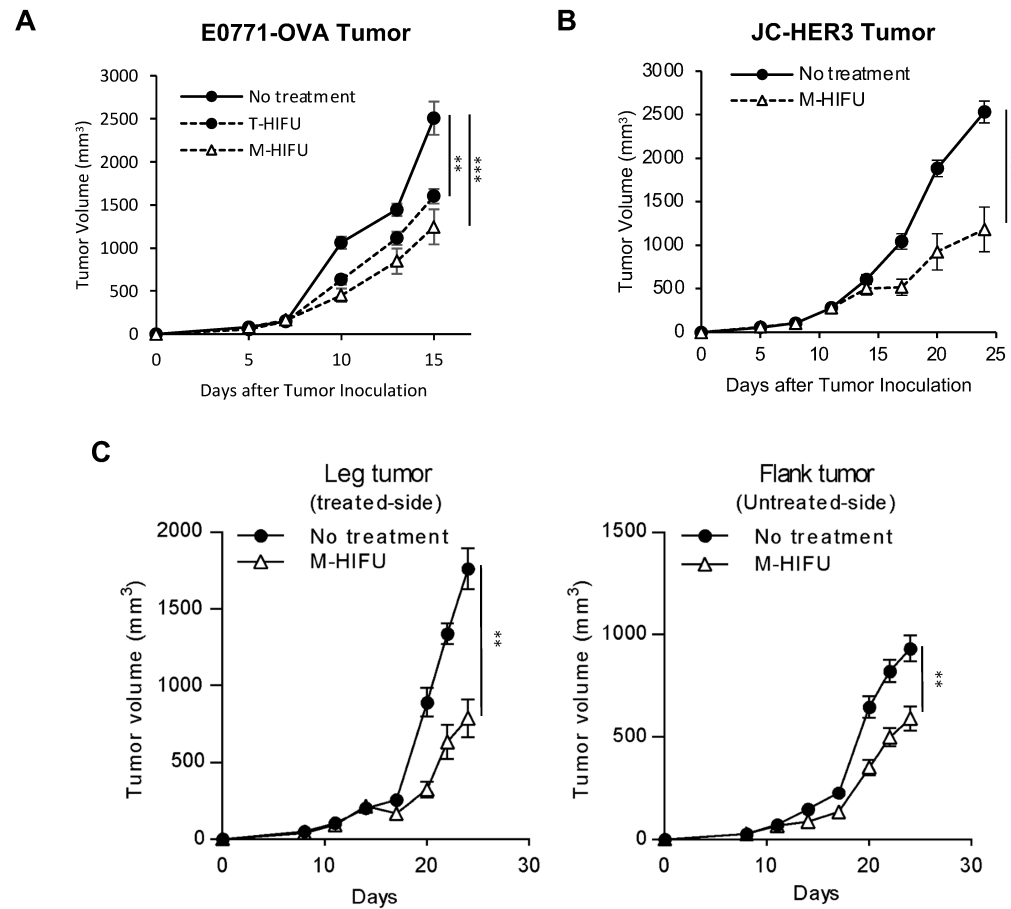 A
E0771-OVA Tumor
3000
2500
2000
1500
1000
500
0
Tumor Volume (mm³)
No treatment
T-HIFU
M-HIFU
**
***
0 5 10 15
Days after Tumor Inoculation
B
JC-HER3 Tumor
3000
2500
2000
1500
1000
500
0
Tumor Volume (mm³)
No treatment
M-HIFU
0 5 10 15 20 25
Days after Tumor Inoculation
C
Leg tumor
(treated-side)
2000
1500
1000
500
0
Tumor volume (mm³)
No treatment
M-HIFU
**
0 10 20 30
Days
Flank tumor
(Untreated-side)
1500
1000
500
0
Tumor volume (mm³)
No treatment
M-HIFU
**
0 10 20 30
Days